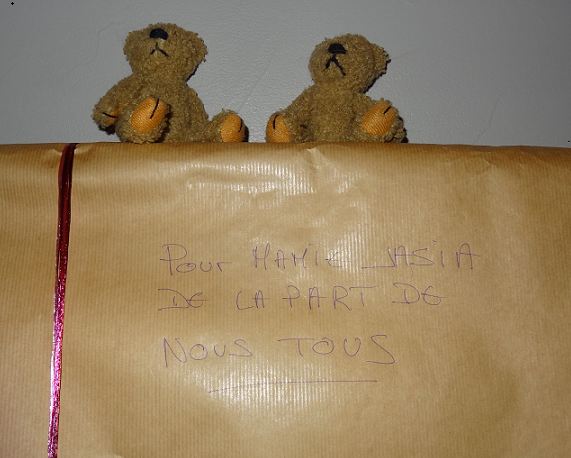 Pour MAMIE JASIA
DE LA PART DE
NOUS TOUS